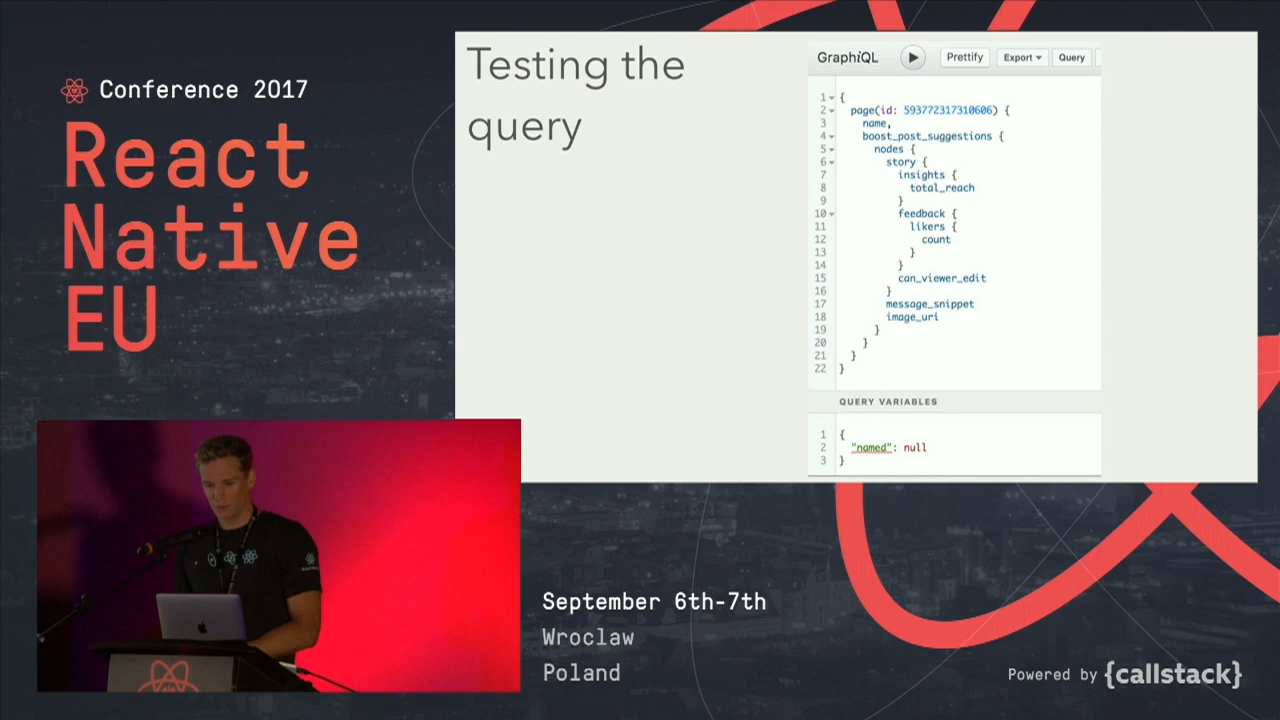 Conference 2017
React
Native
EU
Testing the
query
GraphiQL
Prettify
Export
Query
1 {
2 page(id: 593772317310606) {
3 name,
4 boost_post_suggestions {
5 nodes {
6 story {
7 insights {
8 total_reach
9 }
10 feedback {
11 likers {
12 count
13 }
14 }
15 can_viewer_edit
16 }
17 message_snippet
18 image_uri
19 }
20 }
21 }
22 }
QUERY VARIABLES
1 {
2 "named": null
3 }
September 6th-7th
Wroclaw
Poland
Powered by {callstack}